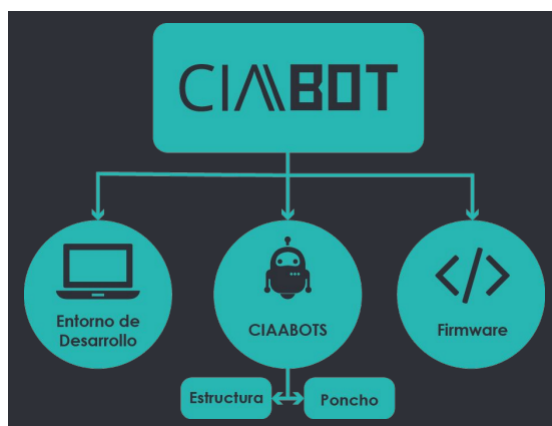 CIAABOT
Entorno de
Desarrollo
CIAABOTS
Firmware
Estructura
Poncho